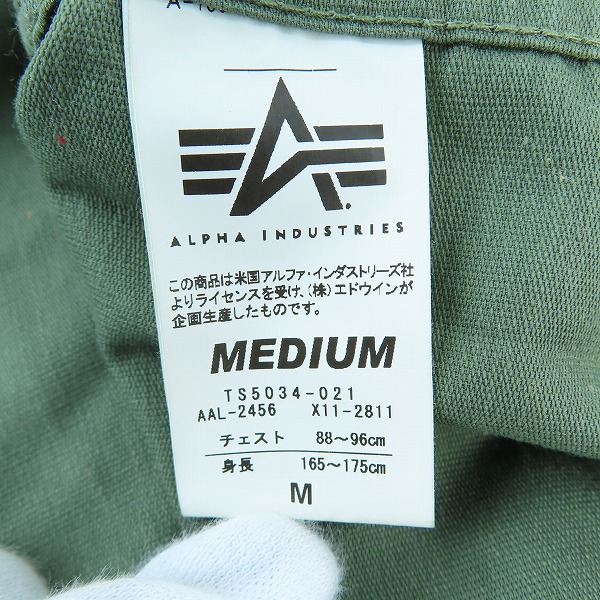 ALPHA INDUSTRIES
この商品は米国アルファ・インダストリーズ社
よりライセンスを受け、(株)エドウインが
企画生産したものです。
MEDIUM
TS5034-021
AAL-2456 X11-2811
チェスト 88～96cm
身長 165～175cm
M